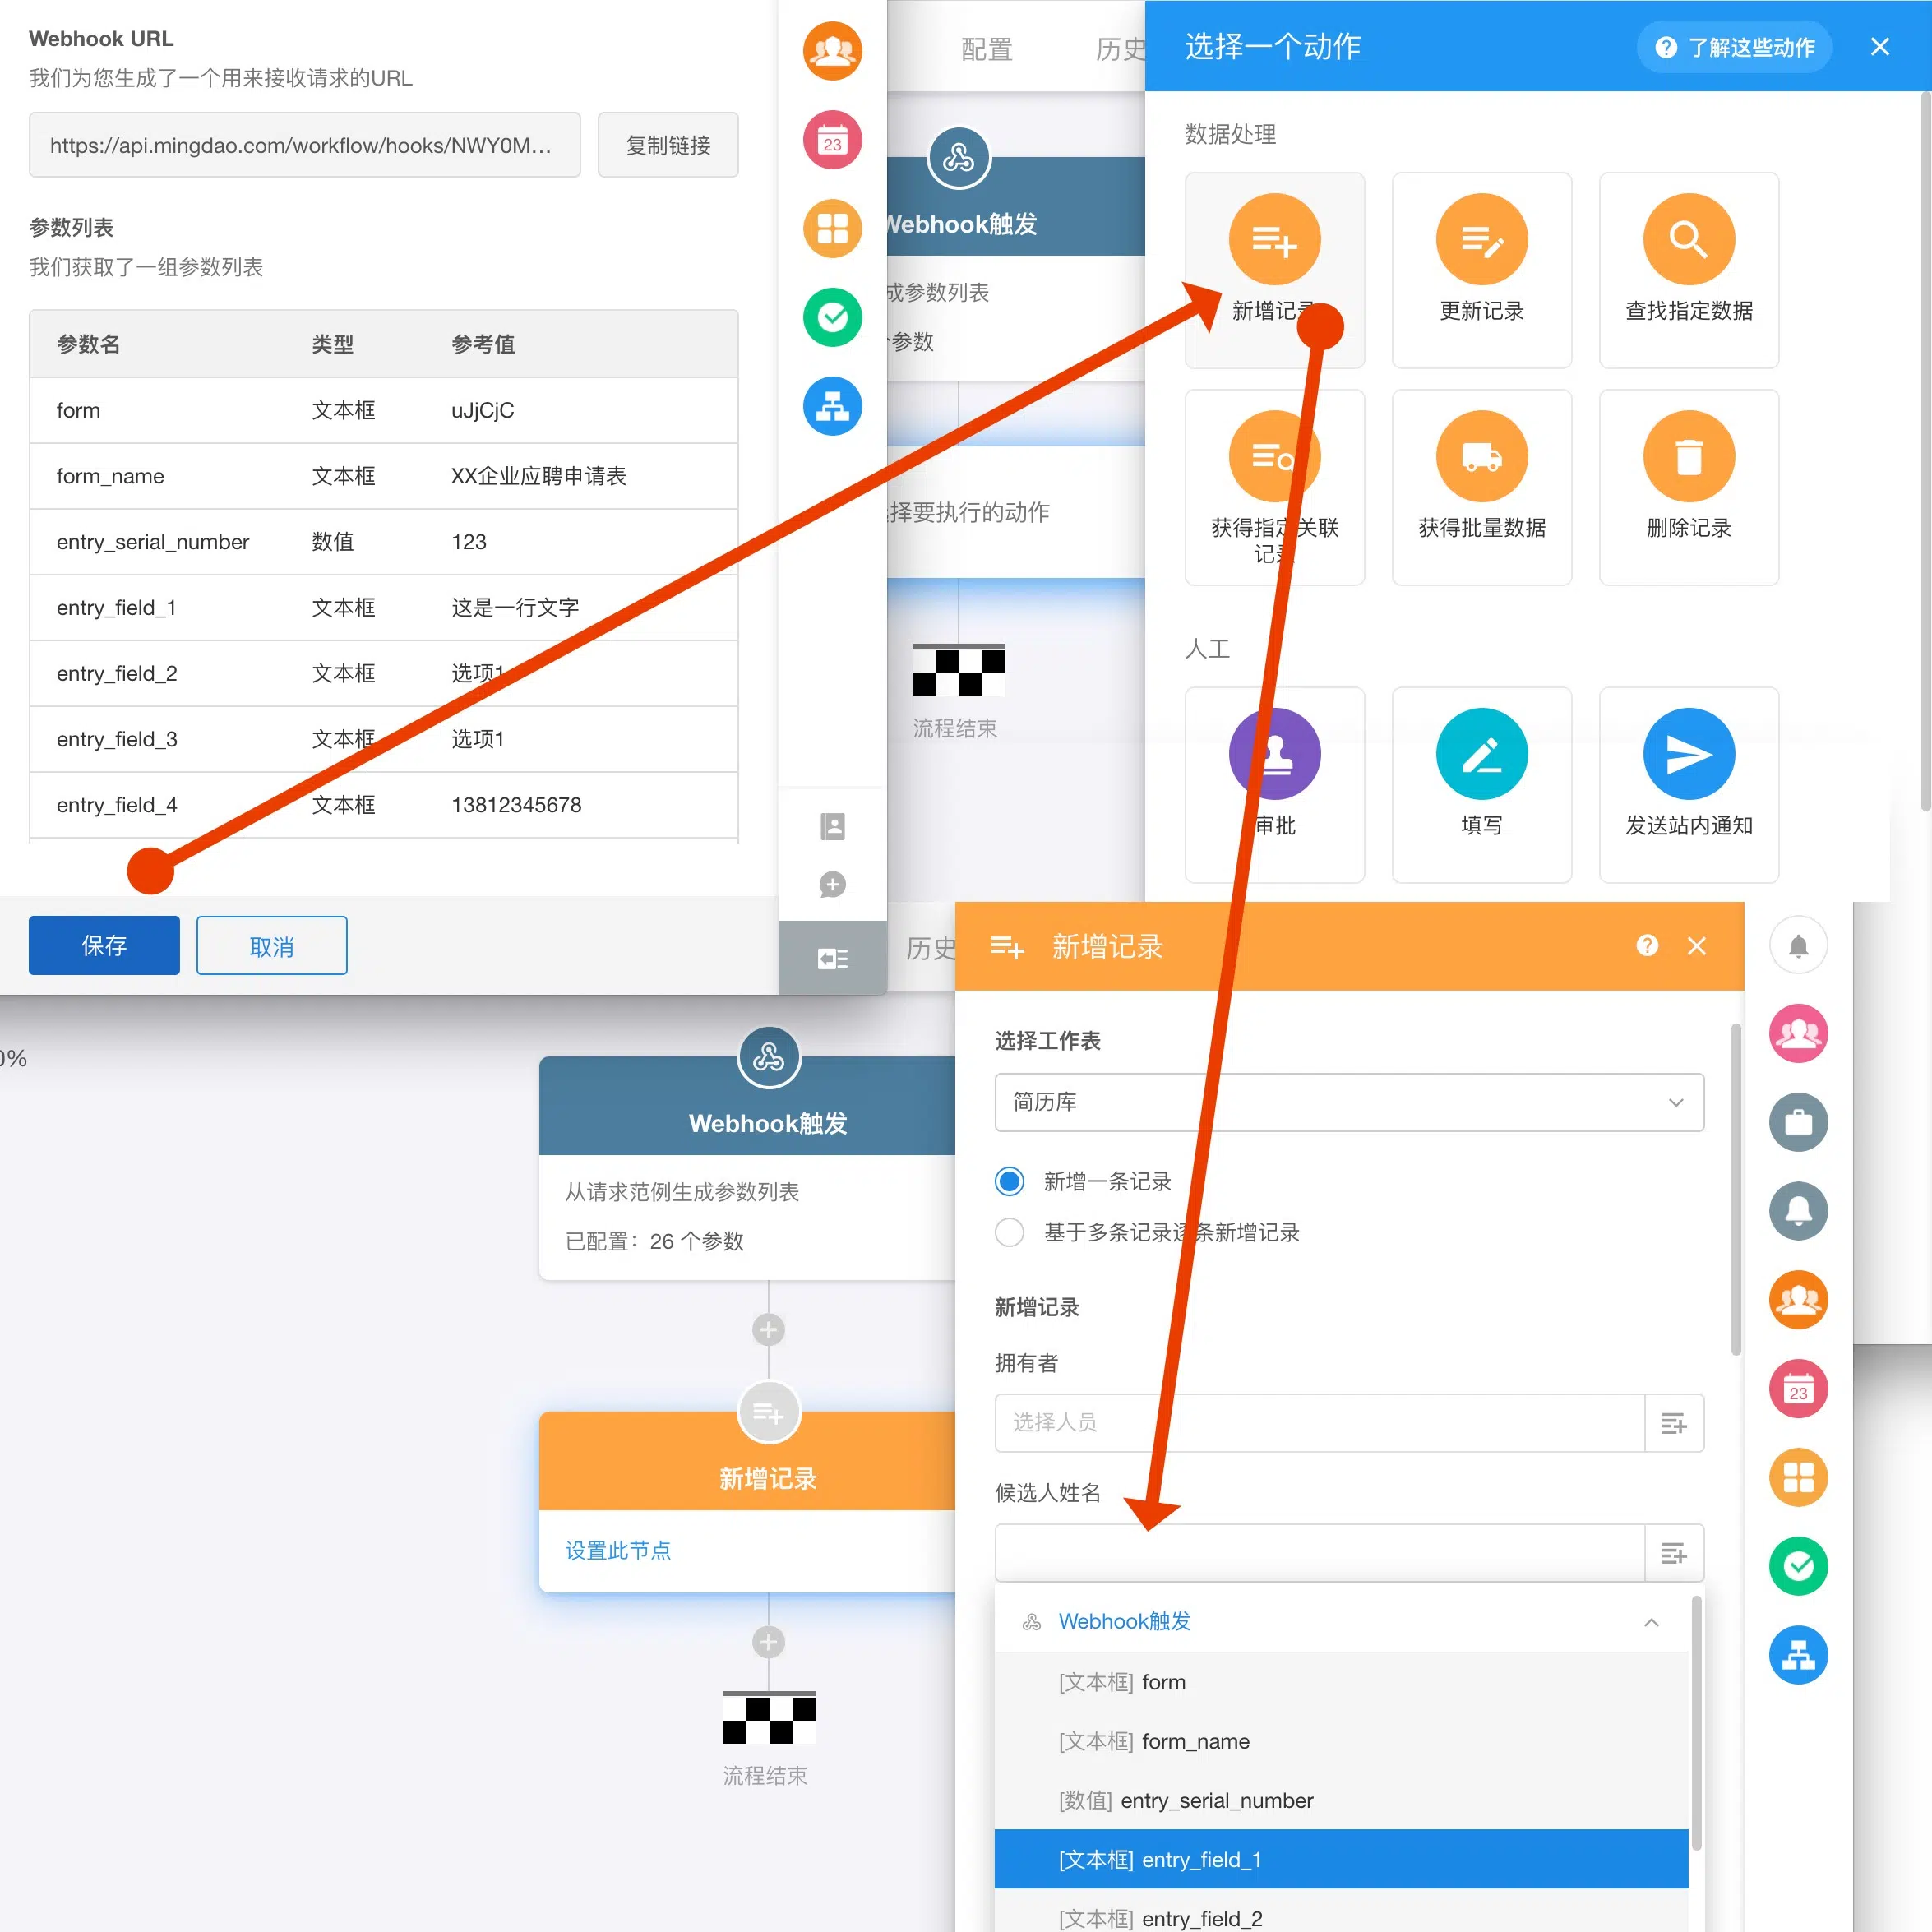 Webhook URL
我们为您生成了一个用来接收请求的URL
https://api.mingdao.com/workflow/hooks/NWY0M...
复制链接
参数列表
我们获取了一组参数列表
参数名 类型 参考值
form 文本框 uJjCjC
form_name 文本框 XX企业应聘申请表
entry_serial_number 数值 123
entry_field_1 文本框 这是一行文字
entry_field_2 文本框 选项1
entry_field_3 文本框 选项1
entry_field_4 文本框 13812345678
保存 取消
23
配置 历史
Webhook触发
成参数列表
个参数
选择要执行的动作
流程结束
选择一个动作
了解这些动作
数据处理
新增记录 更新记录 查找指定数据
获得指定关联
记录
获得批量数据 删除记录
人工
审批 填写 发送站内通知
历史
0%
Webhook触发
从请求范例生成参数列表
已配置：26 个参数
新增记录
设置此节点
流程结束
新增记录
选择工作表
简历库
新增一条记录
基于多条记录逐条新增记录
新增记录
拥有者
选择人员
候选人姓名
Webhook触发
[文本框] form
[文本框] form_name
[数值] entry_serial_number
[文本框] entry_field_1
[文本框] entry_field_2
23